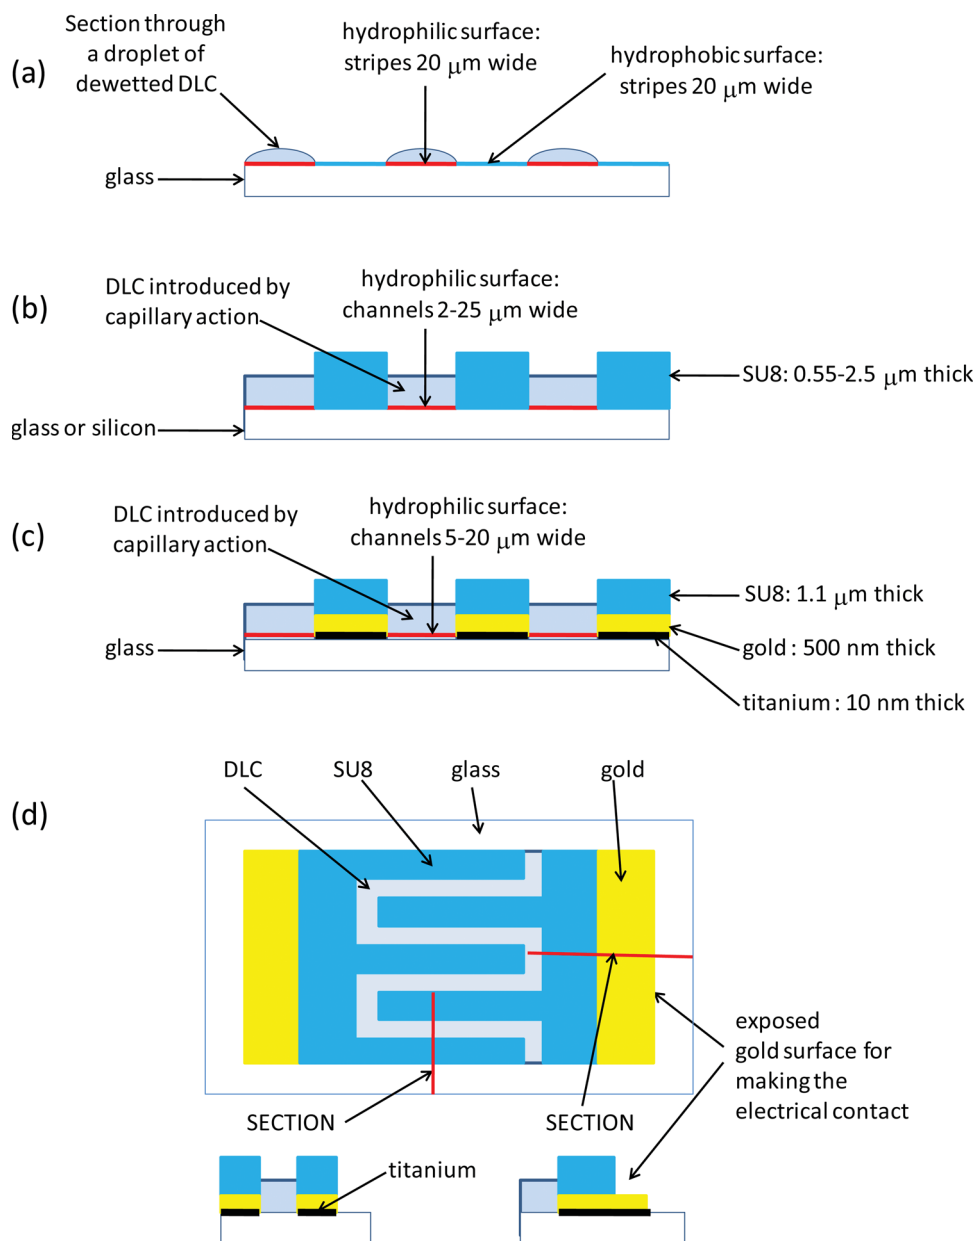 (a)
Section through
a droplet of
dewetted DLC
hydrophilic surface:
stripes 20 μm wide
hydrophobic surface:
stripes 20 μm wide
glass
(b)
DLC introduced by
capillary action
hydrophilic surface:
channels 2-25 μm wide
SU8: 0.55-2.5 μm thick
glass or silicon
(c)
DLC introduced by
capillary action
hydrophilic surface:
channels 5-20 μm wide
SU8: 1.1 μm thick
gold : 500 nm thick
glass
titanium : 10 nm thick
(d)
DLC
SU8
glass
gold
exposed
gold surface for
making the
electrical contact
SECTION
SECTION
titanium